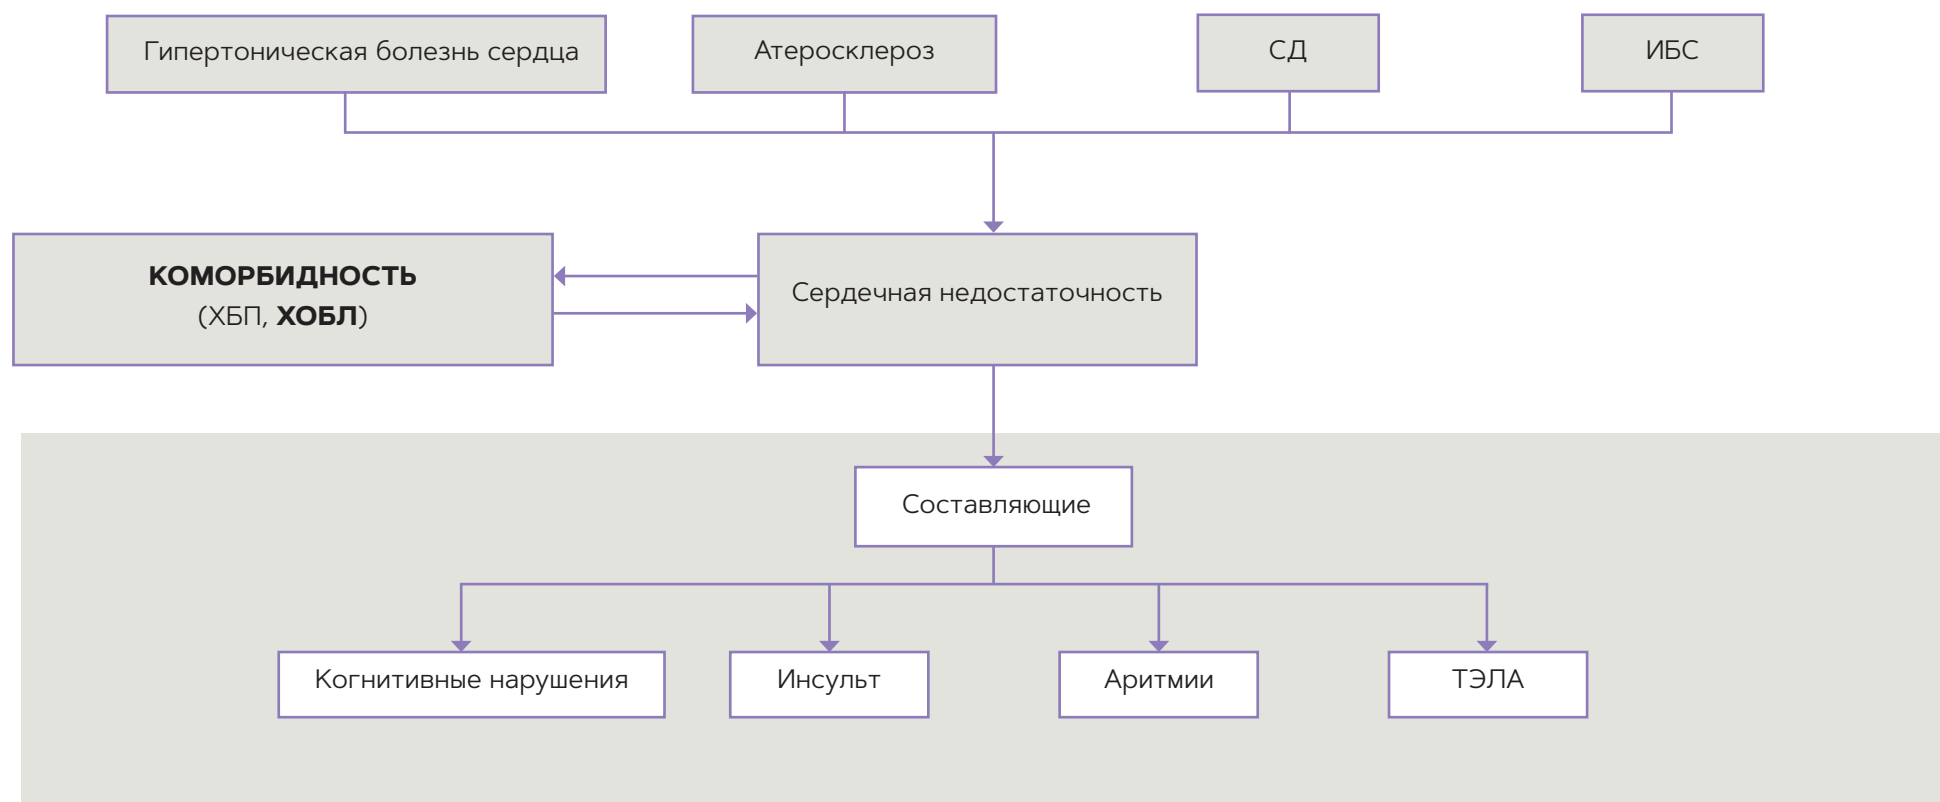 Гипертоническая болезнь сердца
Атеросклероз
СД
ИБС
КОМОРБИДНОСТЬ
(ХБП, ХОБЛ)
Сердечная недостаточность
Составляющие
Когнитивные нарушения
Инсульт
Аритмии
ТЭЛА